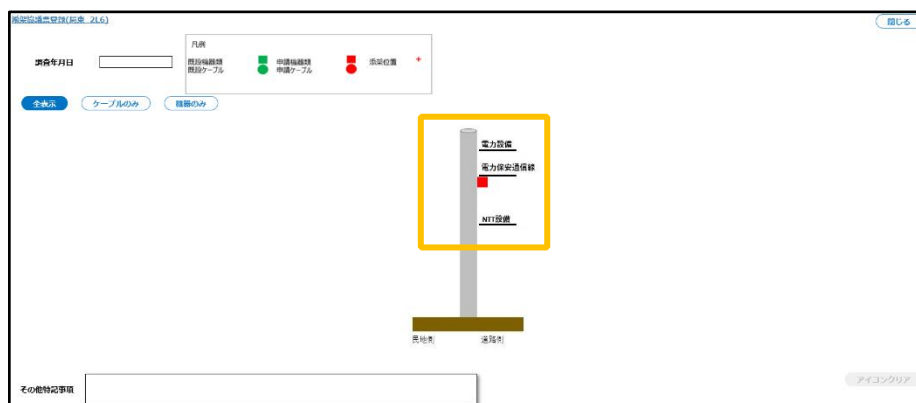 搬架協議票登録(局東 2L6)
閉じる
凡例
調査年月日
既設機器類
申請機器類
添架位置
既設ケーブル
申請ケーブル
全表示
ケーブルのみ
機器のみ
電力設備
電力保安通信線
NTT設備
民地側
道路側
その他特記事項
アイコンクリア